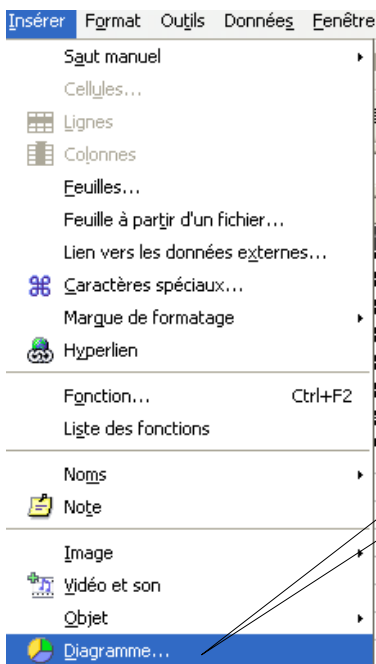 Insérer Format Outils Données Fenêtre
Saut manuel
Cellules...
Lignes
Colonnes
Feuilles...
Feuille à partir d'un fichier...
Lien vers les données externes...
Caractères spéciaux...
Marque de formatage
Hyperlien
Fonction... Ctrl+F2
Liste des fonctions
Noms
Note
Image
Vidéo et son
Objet
Diagramme...